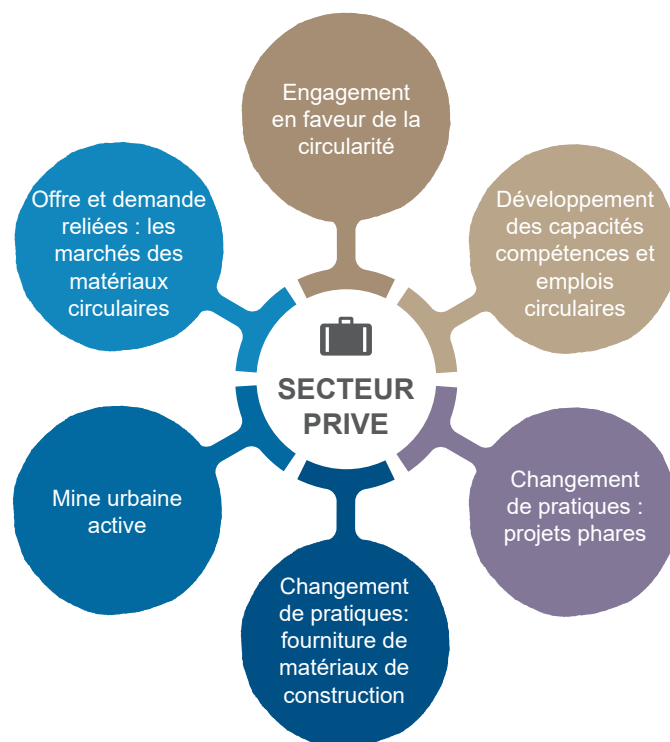 Engagement
en faveur de la
circularité
Offre et demande
reliées : les
marchés des
matériaux
circulaires
Développement
des capacités
compétences et
emplois
circulaires
SECTEUR
PRIVE
Mine urbaine
active
Changement
de pratiques :
projets phares
Changement
de pratiques:
fourniture de
matériaux de
construction